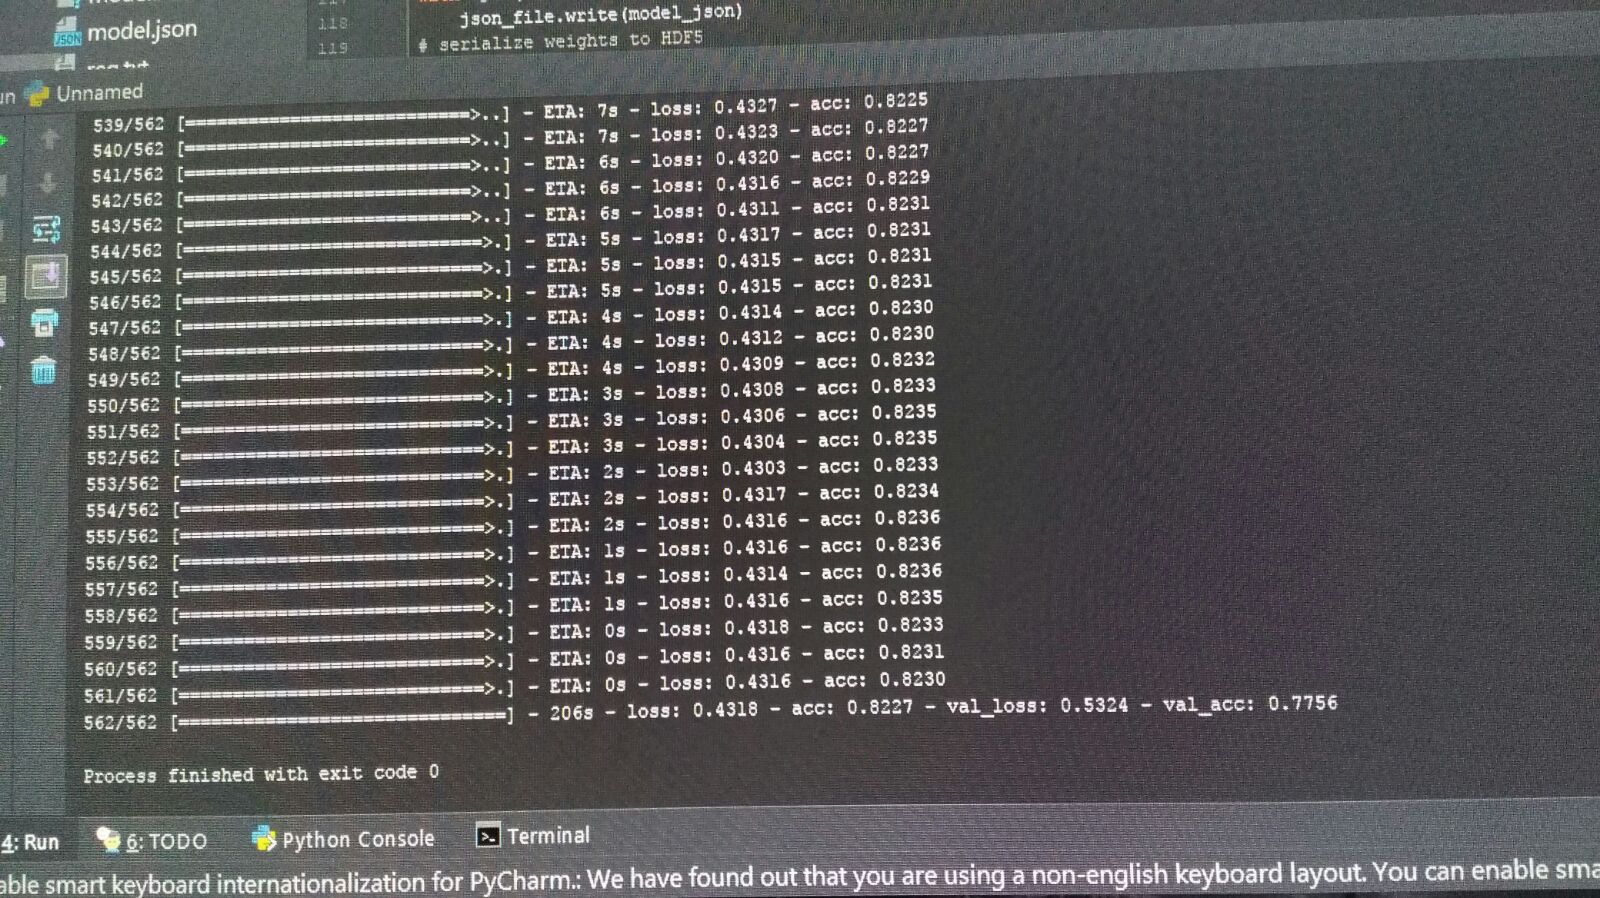 model.json
118
json_file.write(model_json)
119
# serialize weights to HDF5
Unnamed
539/562 [=============================>..] - ETA: 7s - loss: 0.4327 - acc: 0.8225
540/562 [=============================>..] - ETA: 7s - loss: 0.4323 - acc: 0.8227
541/562 [=============================>..] - ETA: 6s - loss: 0.4320 - acc: 0.8227
542/562 [=============================>..] - ETA: 6s - loss: 0.4316 - acc: 0.8229
543/562 [=============================>..] - ETA: 6s - loss: 0.4311 - acc: 0.8231
544/562 [==============================>.] - ETA: 5s - loss: 0.4317 - acc: 0.8231
545/562 [==============================>.] - ETA: 5s - loss: 0.4315 - acc: 0.8231
546/562 [==============================>.] - ETA: 5s - loss: 0.4315 - acc: 0.8231
547/562 [==============================>.] - ETA: 4s - loss: 0.4314 - acc: 0.8230
548/562 [==============================>.] - ETA: 4s - loss: 0.4312 - acc: 0.8230
549/562 [==============================>.] - ETA: 4s - loss: 0.4309 - acc: 0.8232
550/562 [==============================>.] - ETA: 3s - loss: 0.4308 - acc: 0.8233
551/562 [==============================>.] - ETA: 3s - loss: 0.4306 - acc: 0.8235
552/562 [==============================>.] - ETA: 3s - loss: 0.4304 - acc: 0.8235
553/562 [==============================>.] - ETA: 2s - loss: 0.4303 - acc: 0.8233
554/562 [==============================>.] - ETA: 2s - loss: 0.4317 - acc: 0.8234
555/562 [==============================>.] - ETA: 2s - loss: 0.4316 - acc: 0.8236
556/562 [==============================>.] - ETA: 1s - loss: 0.4316 - acc: 0.8236
557/562 [==============================>.] - ETA: 1s - loss: 0.4314 - acc: 0.8236
558/562 [==============================>.] - ETA: 1s - loss: 0.4316 - acc: 0.8235
559/562 [==============================>.] - ETA: 0s - loss: 0.4318 - acc: 0.8233
560/562 [==============================>.] - ETA: 0s - loss: 0.4316 - acc: 0.8231
561/562 [==============================>.] - ETA: 0s - loss: 0.4316 - acc: 0.8230
562/562 [================================] - 206s - loss: 0.4318 - acc: 0.8227 - val_loss: 0.5324 - val_acc: 0.7756
Process finished with exit code 0
4: Run 6: TODO Python Console Terminal
able smart keyboard internationalization for PyCharm.: We have found out that you are using a non-english keyboard layout. You can enable sma